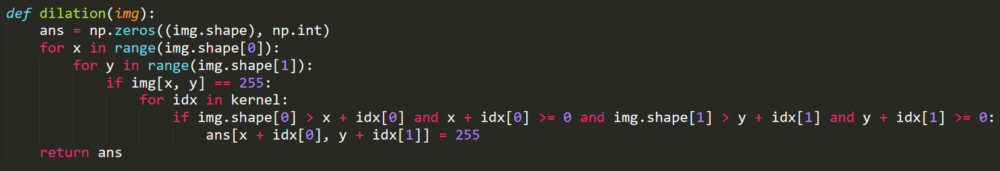 def dilation(img):
    ans = np.zeros((img.shape), np.int)
    for x in range(img.shape[0]):
        for y in range(img.shape[1]):
            if img[x, y] == 255:
                for idx in kernel:
                    if img.shape[0] > x + idx[0] and x + idx[0] >= 0 and img.shape[1] > y + idx[1] and y + idx[1] >= 0:
                        ans[x + idx[0], y + idx[1]] = 255
    return ans